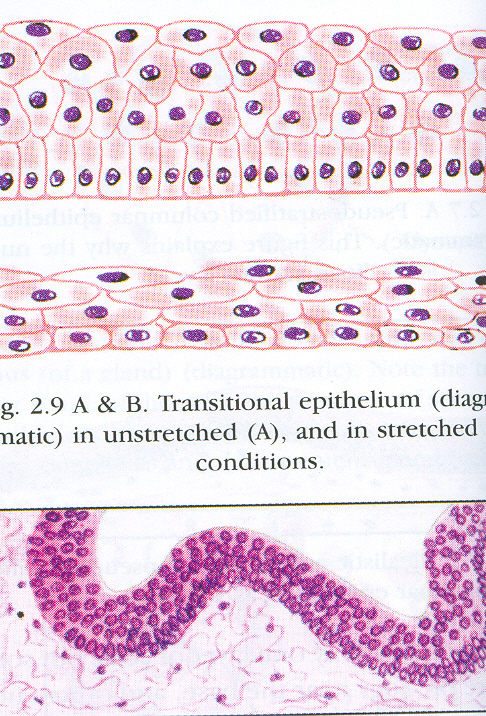 g. 2.9 A & B. Transitional epithelium (diagr
matic) in unstretched (A), and in stretched
conditions.